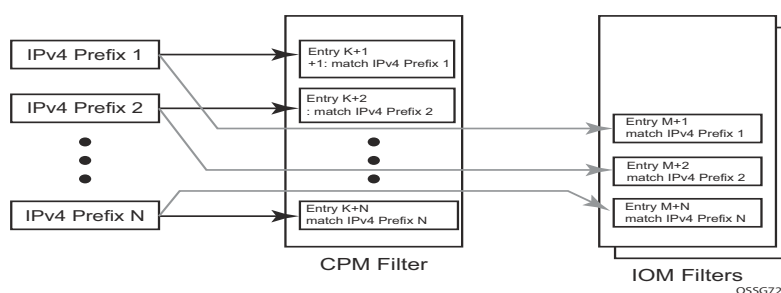 IPv4 Prefix 1
Entry K+1
+1: match IPv4 Prefix 1
IPv4 Prefix 2
Entry K+2
: match IPv4 Prefix 2
Entry M+1
match IPv4 Prefix 1
Entry M+2
match IPv4 Prefix 2
IPv4 Prefix N
Entry K+N
match IPv4 Prefix N
Entry M+N
match IPv4 Prefix N
CPM Filter
IOM Filters
OSSG72